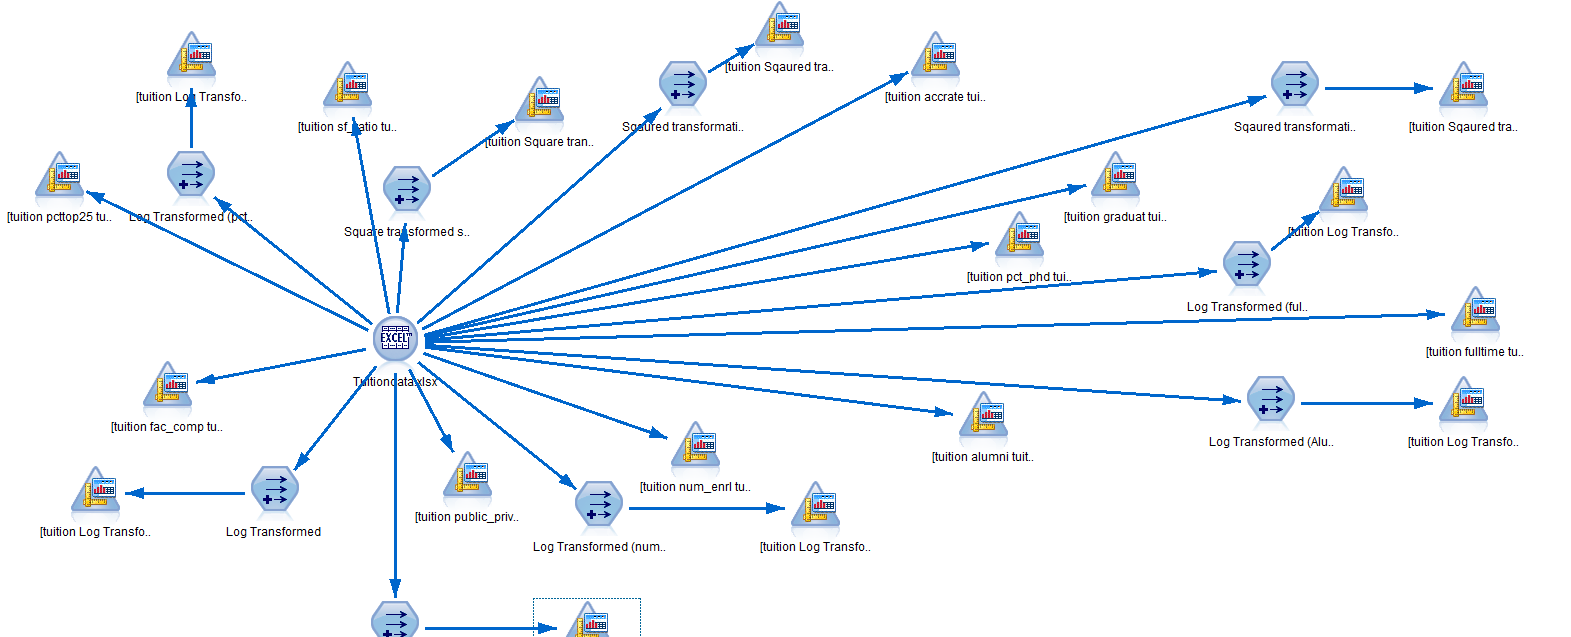 [tuition Sqaured tra..
[tuition Log Transfo..
[tuition accrate tui..
[tuition sf_ratio tu..
Sqaured transformati..
Sqaured transformati..
[tuition Sqaured tra..
[tuition Square tran..
[tuition pcttop25 tu..
Log Transformed (pct..
[tuition graduat tui..
Square transformed s..
[tuition Log Transfo..
[tuition pct_phd tui..
Log Transformed (ful..
EXCEL
[tuition fulltime tu..
Tuitiondata.xlsx
[tuition fac_comp tu..
Log Transformed (Alu..
[tuition Log Transfo..
[tuition alumni tuit..
[tuition num_enrl tu..
[tuition public_priv..
[tuition Log Transfo..
Log Transformed
Log Transformed (num..
[tuition Log Transfo..